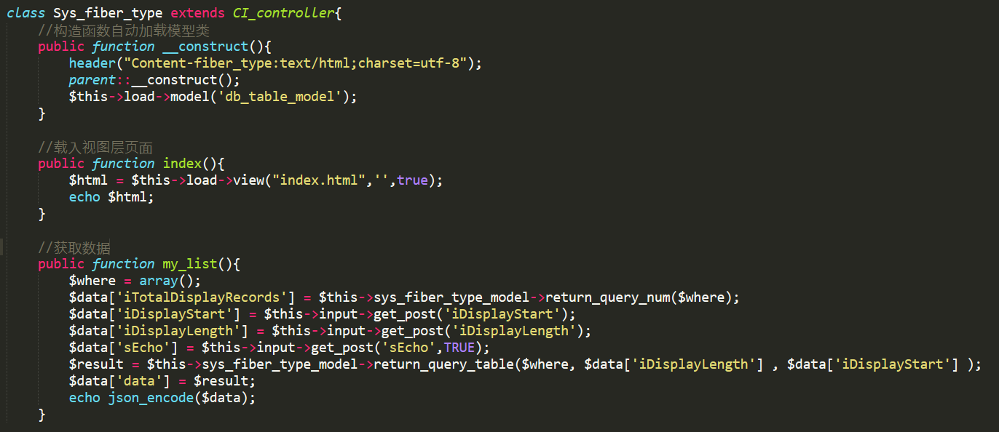 class Sys_fiber_type extends CI_controller{
//构造函数自动加载模型类
public function __construct(){
header("Content-fiber_type:text/html;charset=utf-8");
parent::__construct();
$this->load->model('db_table_model');
}
//载入视图层页面
public function index(){
$html = $this->load->view("index.html",'',true);
echo $html;
}
//获取数据
public function my_list(){
$where = array();
$data['iTotalDisplayRecords'] = $this->sys_fiber_type_model->return_query_num($where);
$data['iDisplayStart'] = $this->input->get_post('iDisplayStart');
$data['iDisplayLength'] = $this->input->get_post('iDisplayLength');
$data['sEcho'] = $this->input->get_post('sEcho',TRUE);
$result = $this->sys_fiber_type_model->return_query_table($where, $data['iDisplayLength'] , $data['iDisplayStart'] );
$data['data'] = $result;
echo json_encode($data);
}